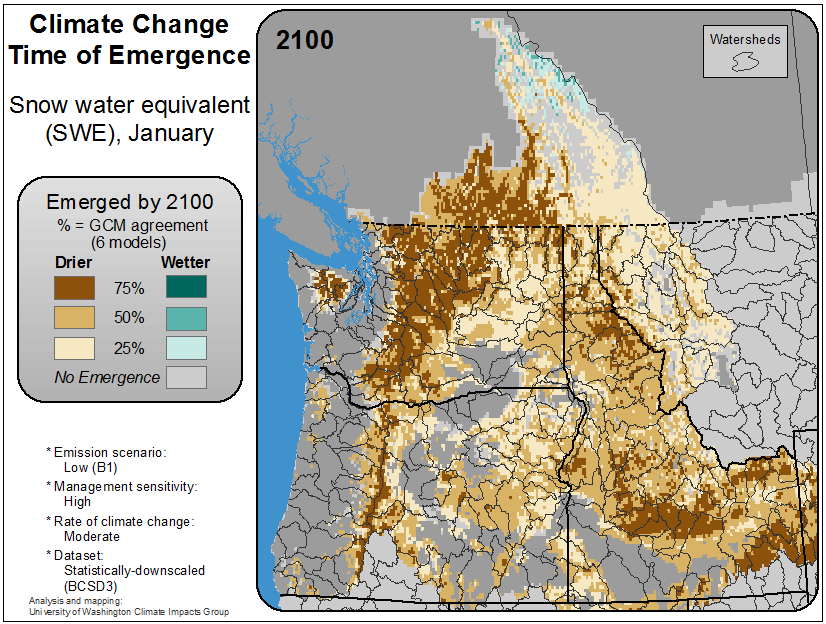 Climate Change
Time of Emergence
Snow water equivalent
(SWE), January
Emerged by 2100
% = GCM agreement
(6 models)
Drier Wetter
75%
50%
25%
No Emergence
* Emission scenario:
Low (B1)
* Management sensitivity:
High
* Rate of climate change:
Moderate
* Dataset:
Statistically-downscaled
(BCSD3)
Analysis and mapping:
University of Washington Climate Impacts Group
2100
Watersheds